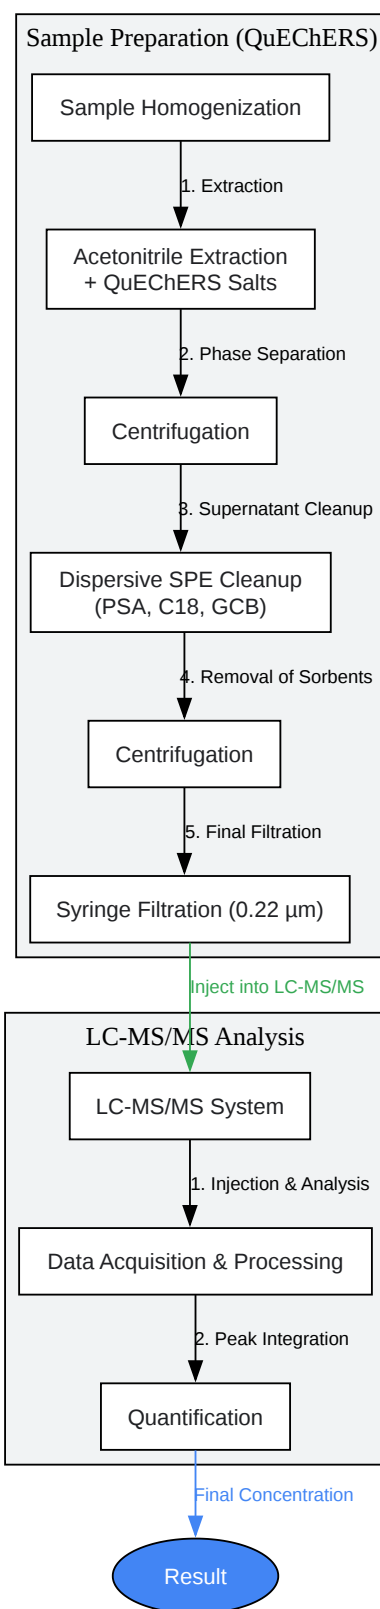 Sample Preparation (QuEChERS)
Sample Homogenization
1. Extraction
Acetonitrile Extraction
+ QuEChERS Salts
2. Phase Separation
Centrifugation
3. Supernatant Cleanup
Dispersive SPE Cleanup
(PSA, C18, GCB)
4. Removal of Sorbents
Centrifugation
5. Final Filtration
Syringe Filtration (0.22 µm)
Inject into LC-MS/MS
LC-MS/MS Analysis
LC-MS/MS System
1. Injection & Analysis
Data Acquisition & Processing
2. Peak Integration
Quantification
Final Concentration
Result